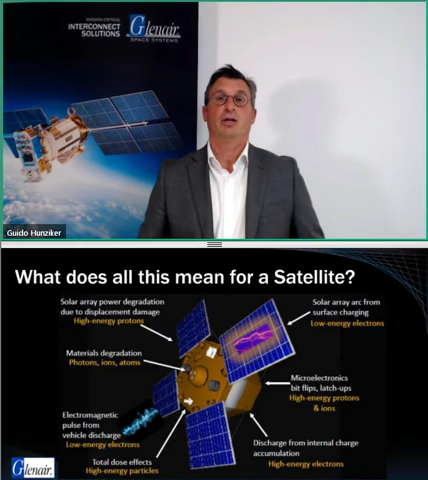 MISSION-CRITICAL
INTERCONNECT
SOLUTIONS
Glenair
SPACE SYSTEMS
Guido Hunziker
What does all this mean for a Satellite?
Solar array power degradation
due to displacement damage
High-energy protons
Solar array arc from
surface charging
Low-energy electrons
Materials degradation
Photons, ions, atoms
Microelectronics
bit flips, latch-ups
High-energy protons
& ions
Electromagnetic
pulse from
vehicle discharge
Low-energy electrons
Discharge from internal charge
accumulation
High-energy electrons
Total dose effects
High-energy particles
Glenair